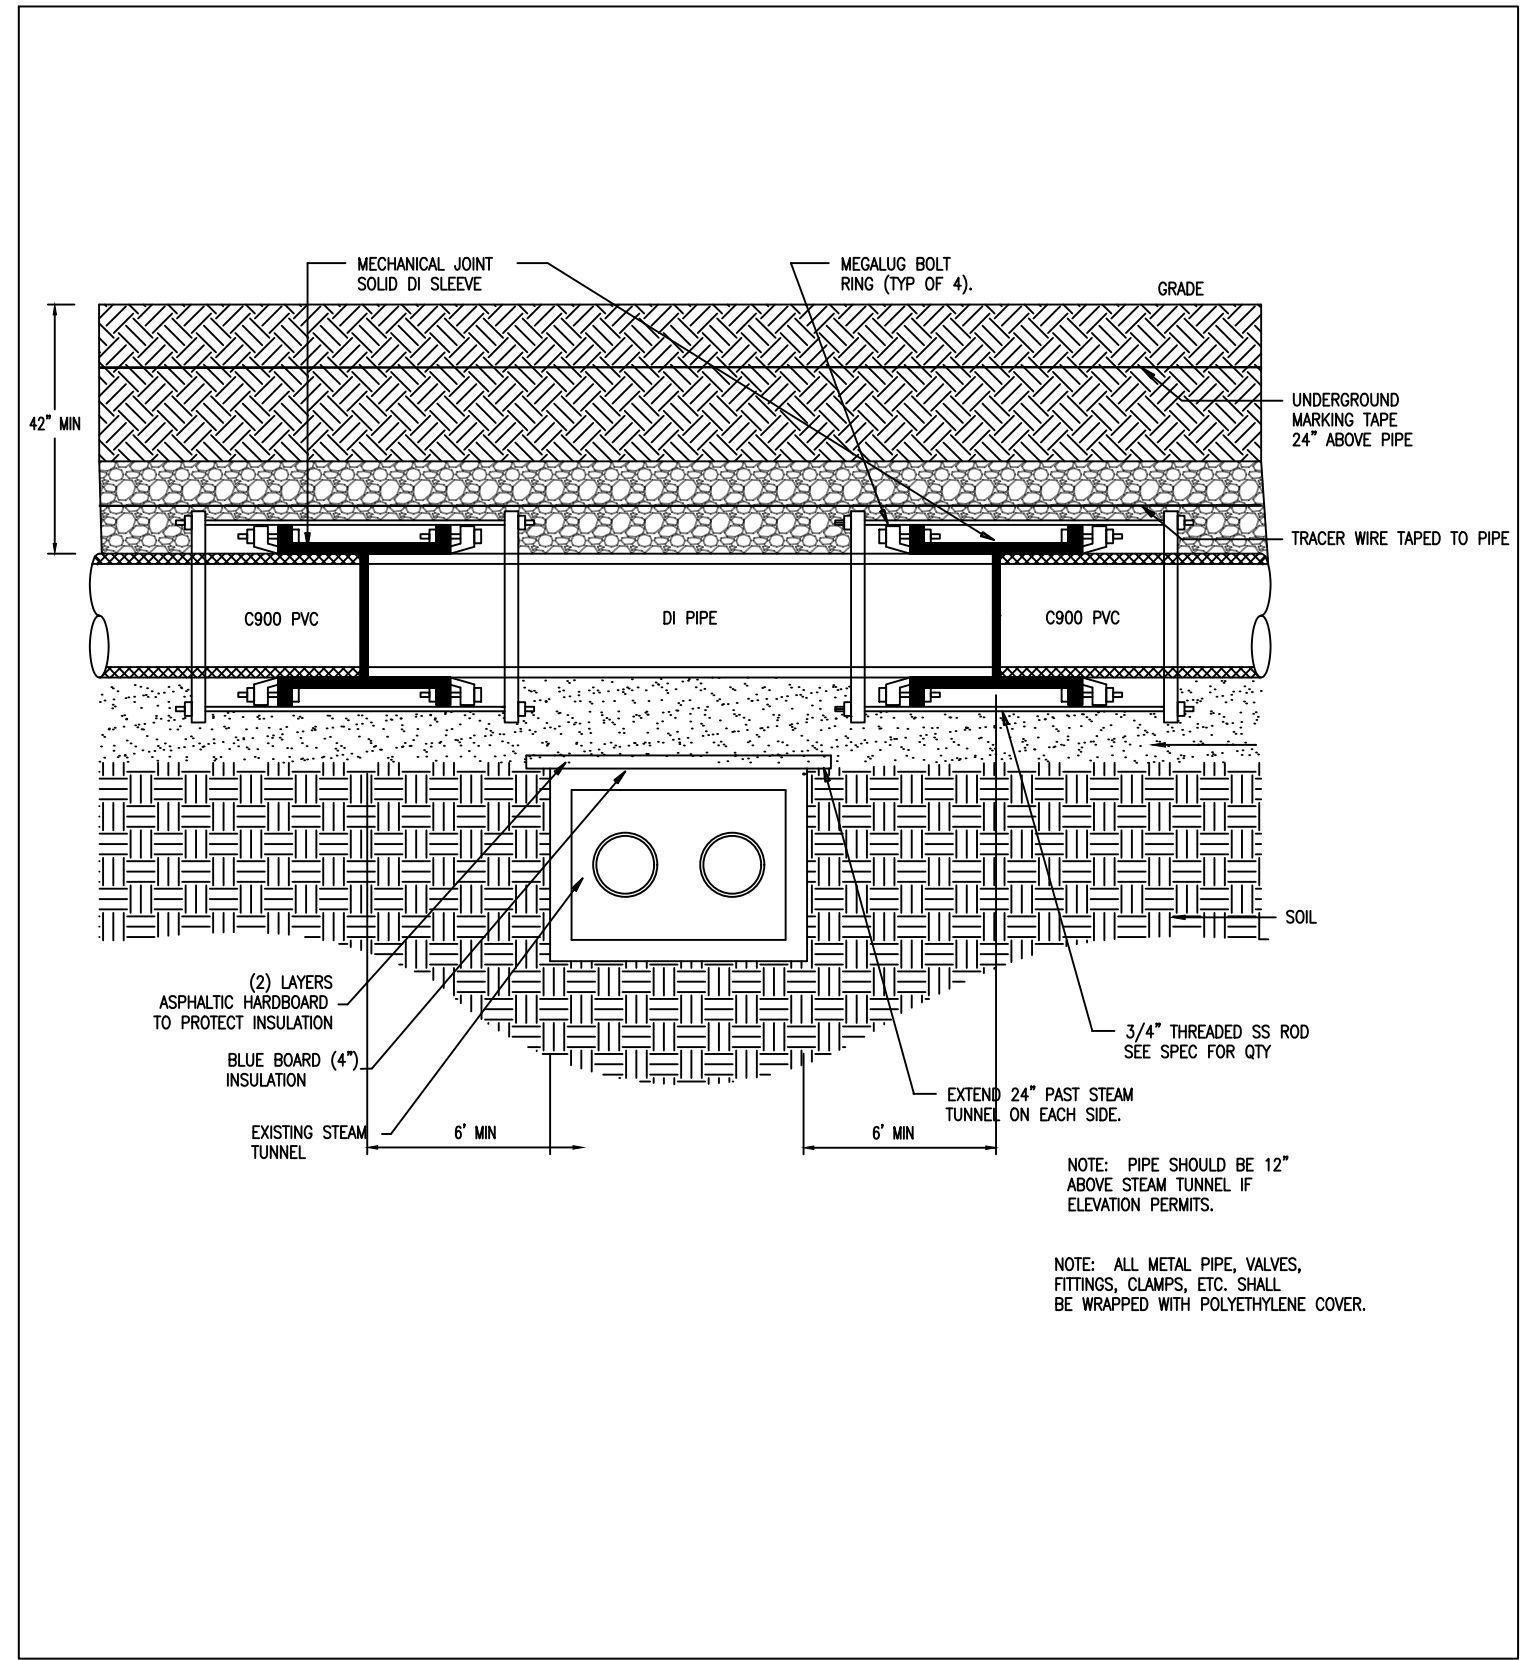 MECHANICAL JOINT
SOLID DI SLEEVE
MEGALUG BOLT
RING (TYP OF 4).
GRADE
42" MIN
UNDERGROUND
MARKING TAPE
24" ABOVE PIPE
TRACER WIRE TAPED TO PIPE
C900 PVC
DI PIPE
C900 PVC
SOIL
(2) LAYERS
ASPHALTIC HARDBOARD
TO PROTECT INSULATION
BLUE BOARD (4")
INSULATION
EXISTING STEAM
TUNNEL
6' MIN
6' MIN
3/4" THREADED SS ROD
SEE SPEC FOR QTY
EXTEND 24" PAST STEAM
TUNNEL ON EACH SIDE.
NOTE: PIPE SHOULD BE 12"
ABOVE STEAM TUNNEL IF
ELEVATION PERMITS.
NOTE: ALL METAL PIPE, VALVES,
FITTINGS, CLAMPS, ETC. SHALL
BE WRAPPED WITH POLYETHYLENE COVER.